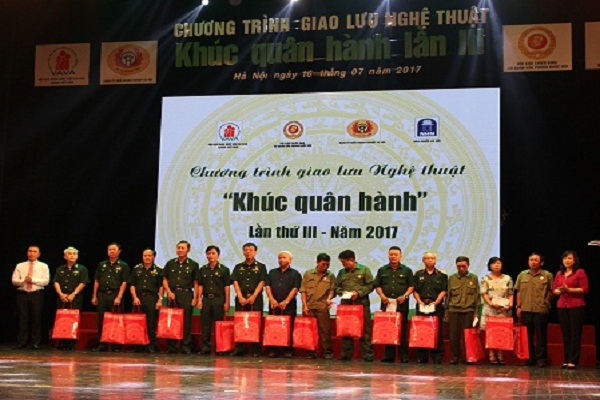 CHƯƠNG TRÌNH GIAO LƯU NGHỆ THUẬT
Khúc quân hành lần III
Hà Nội ngày 16 tháng 07 năm 2017
Chương trình giao lưu Nghệ thuật
"Khúc quân hành"
Lần thứ III - Năm 2017